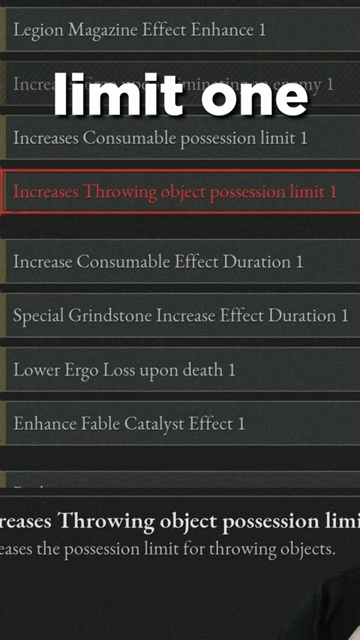 Legion Magazine Effect Enhance 1
limit one
Increases Consumable possession limit 1
Increases Throwing object possession limit 1
Increase Consumable Effect Duration 1
Special Grindstone Increase Effect Duration 1
Lower Ergo Loss upon death 1
Enhance Fable Catalyst Effect 1
reases Throwing object possession limi
eases the possession limit for throwing objects.